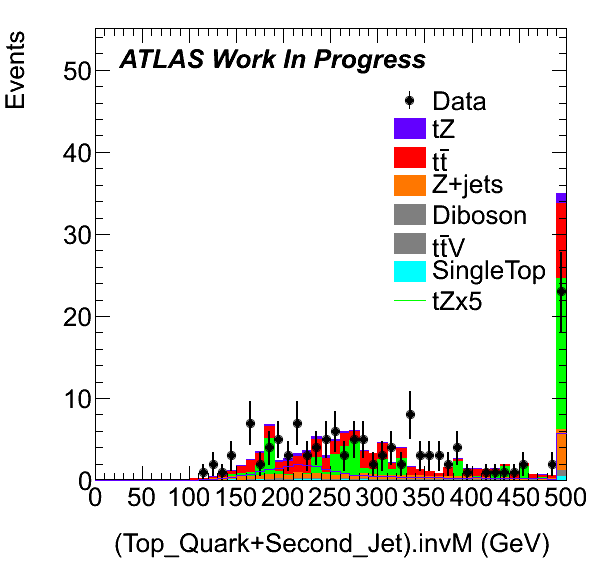 Events
ATLAS Work In Progress
Data
tZ
tt̄
Z+jets
Diboson
tt̄V
SingleTop
tZx5
50
40
30
20
10
0
0 50 100 150 200 250 300 350 400 450 500
(Top_Quark+Second_Jet).invM (GeV)